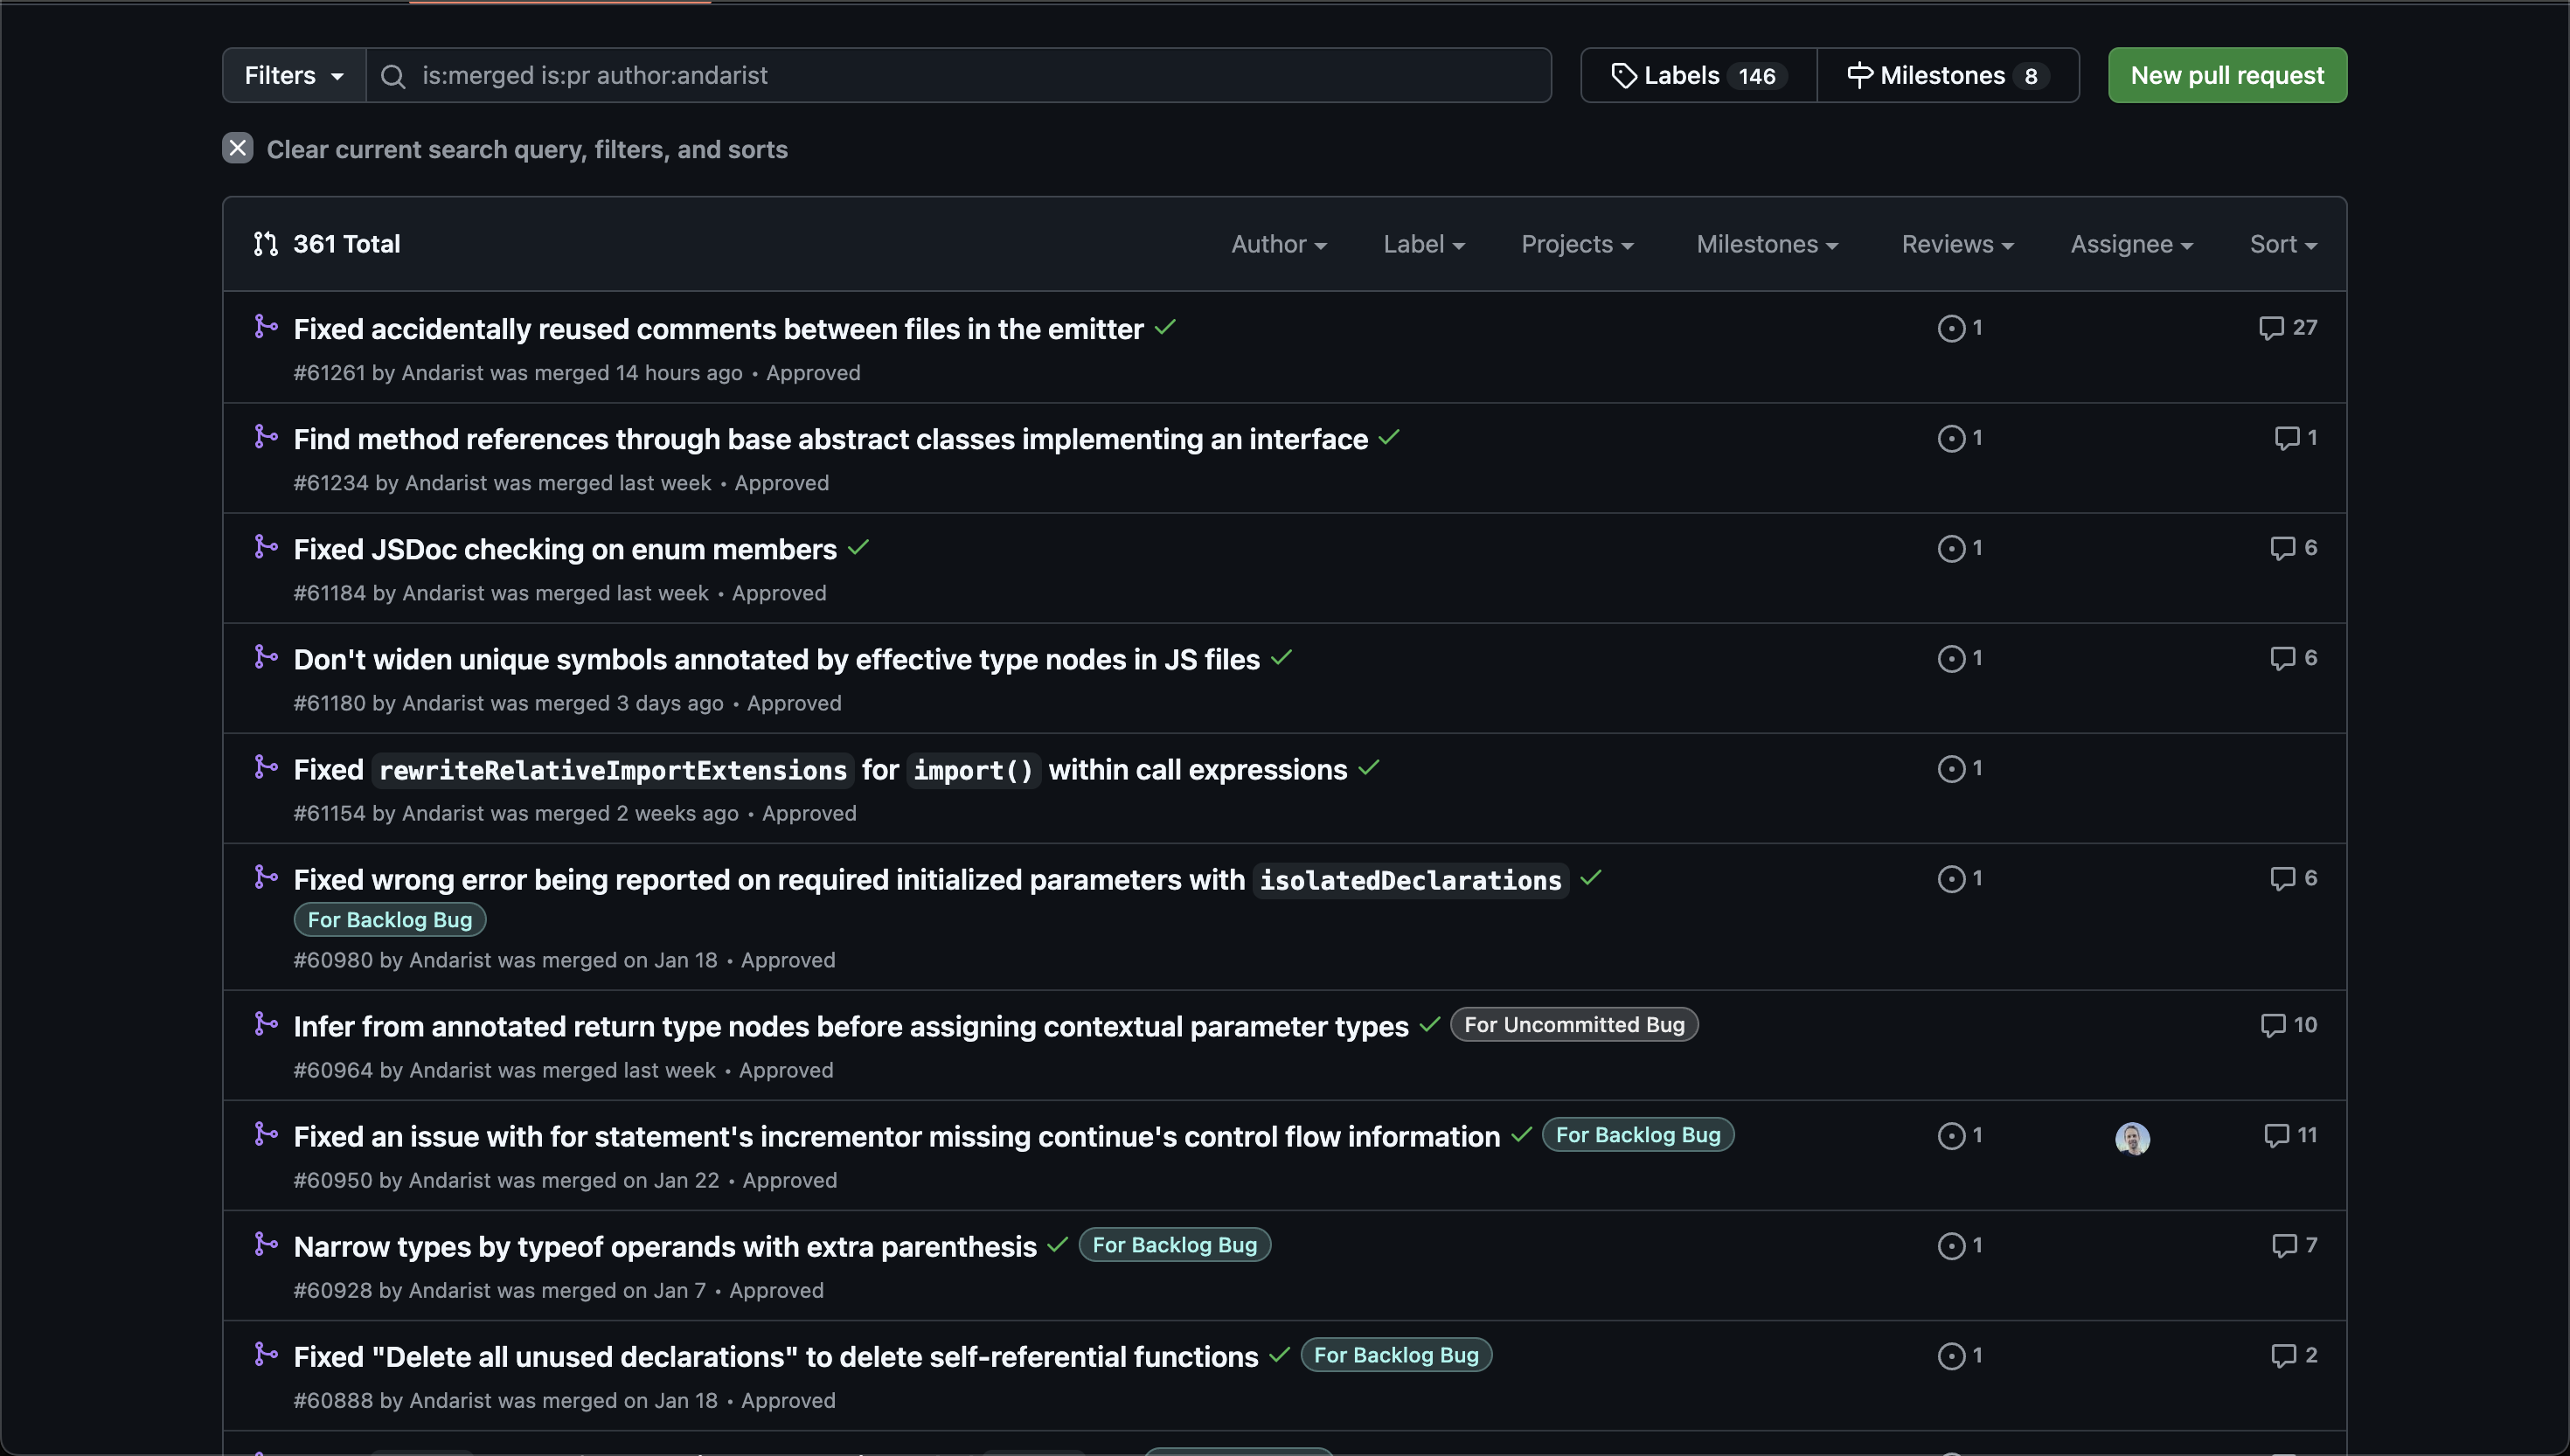 Filters
is:merged is:pr author:andarist
Labels 146
Milestones 8
New pull request
Clear current search query, filters, and sorts
361 Total
Author
Label
Projects
Milestones
Reviews
Assignee
Sort
Fixed accidentally reused comments between files in the emitter
1
27
#61261 by Andarist was merged 14 hours ago • Approved
Find method references through base abstract classes implementing an interface
1
1
#61234 by Andarist was merged last week • Approved
Fixed JSDoc checking on enum members
1
6
#61184 by Andarist was merged last week • Approved
Don't widen unique symbols annotated by effective type nodes in JS files
1
6
#61180 by Andarist was merged 3 days ago • Approved
Fixed rewriteRelativeImportExtensions for import() within call expressions
1
#61154 by Andarist was merged 2 weeks ago • Approved
Fixed wrong error being reported on required initialized parameters with isolatedDeclarations
1
6
For Backlog Bug
#60980 by Andarist was merged on Jan 18 • Approved
Infer from annotated return type nodes before assigning contextual parameter types For Uncommitted Bug
10
#60964 by Andarist was merged last week • Approved
Fixed an issue with for statement's incrementor missing continue's control flow information For Backlog Bug
1
11
#60950 by Andarist was merged on Jan 22 • Approved
Narrow types by typeof operands with extra parenthesis For Backlog Bug
1
7
#60928 by Andarist was merged on Jan 7 • Approved
Fixed "Delete all unused declarations" to delete self-referential functions For Backlog Bug
1
2
#60888 by Andarist was merged on Jan 18 • Approved